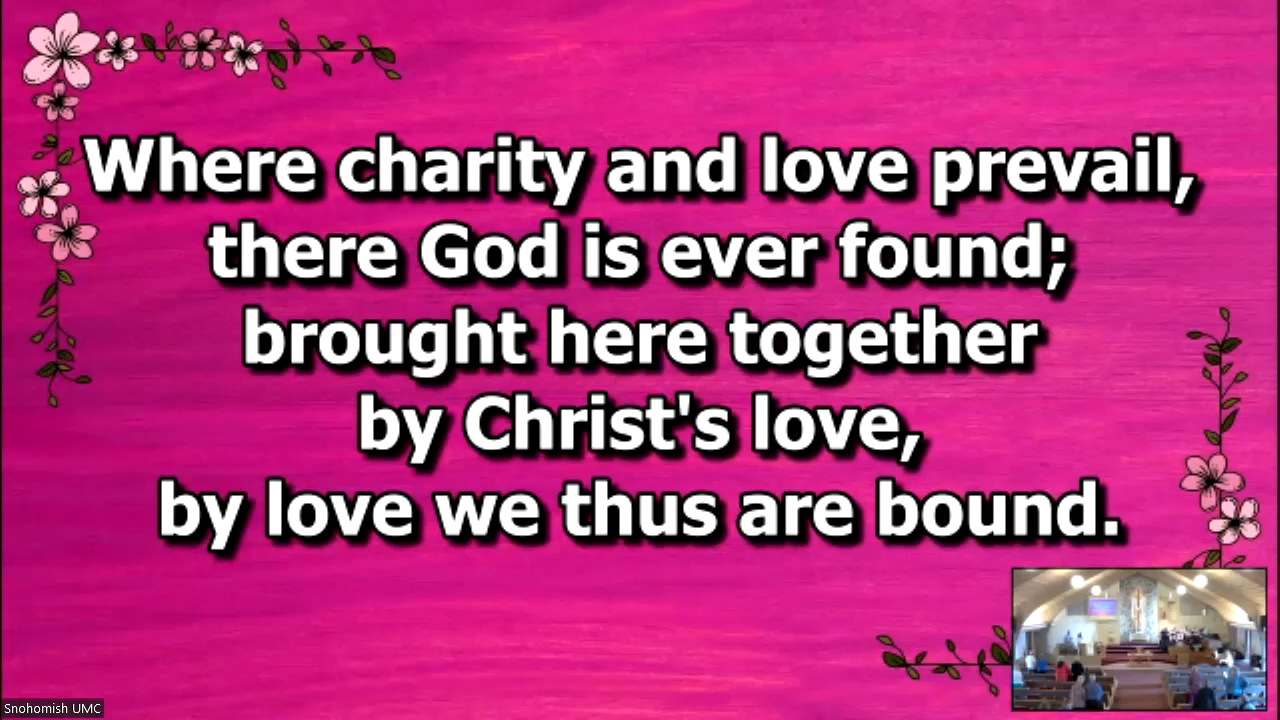 Where charity and love prevail,
there God is ever found;
brought here together
by Christ's love,
by love we thus are bound.
Snohomish UMC